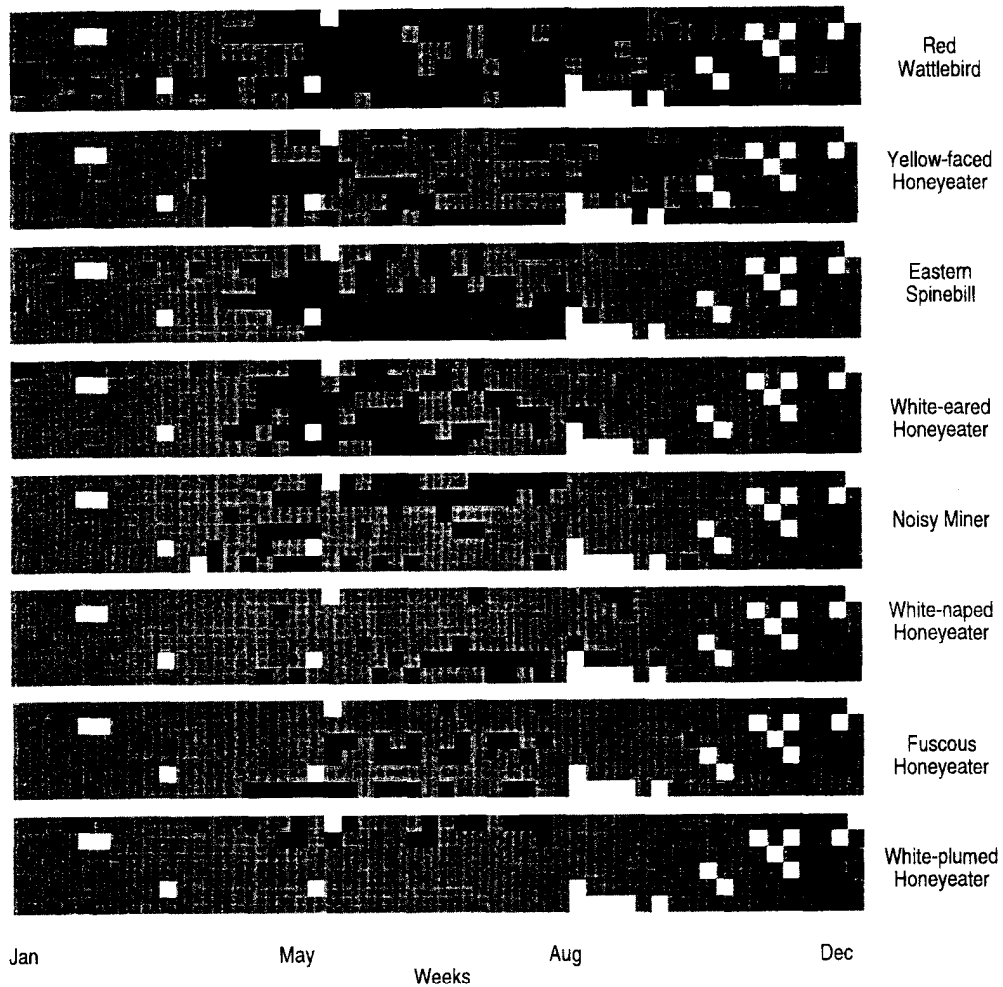 Red
Wattlebird
Yellow-faced
Honeyeater
Eastern
Spinebill
White-eared
Honeyeater
Noisy Miner
White-naped
Honeyeater
Fuscous
Honeyeater
White-plumed
Honeyeater
Jan
May
Aug
Dec
Weeks